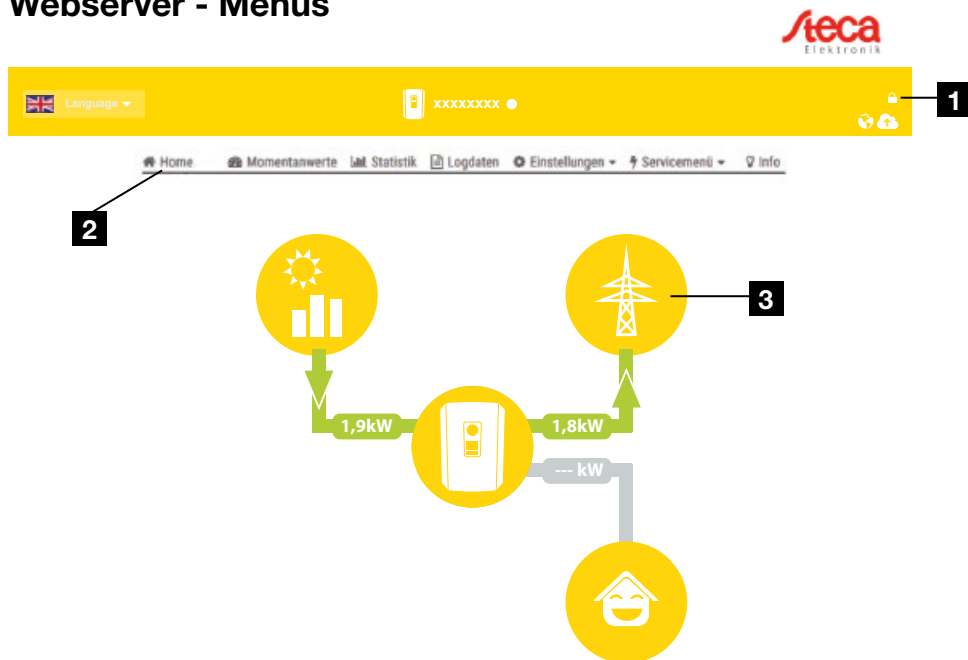 Webserver - Menus
Steca
Elektronik
Language
xxxxxxxx
1
Home Momentanwerte Statistik Logdaten Einstellungen Servicemenü Info
2
3
1,9kW
1,8kW
--- kW